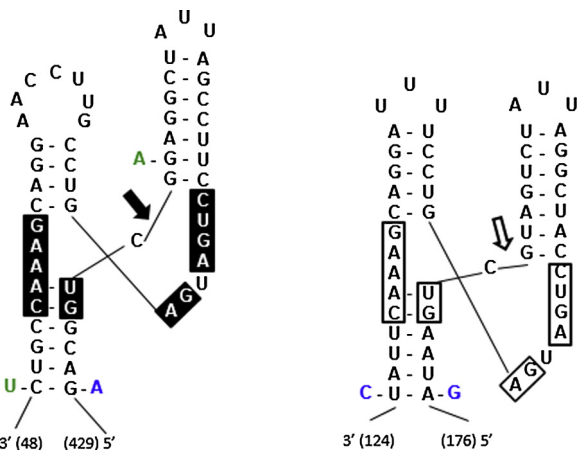 U
A U
U - A
C - G
G - C
G - C
A - U
A - G - U
G - C
C
C U G A
U
A G
C C
A U
A U
A G
G - C
G - C
A - U
C - G
G A A A C
U G
C - G
G - C
U - A
U - C - G - A
3′ (48) (429) 5′
U
U U
A - U
G - C
G - C
A - U
C - G
G A A A C
U G
U - A
U - A
A - U
C - U - A - G
3′ (124) (176) 5′
U
A U
U - A
C - G
U - G
G - C
A - U
U - A
G - C
C
C U G A
U
A G